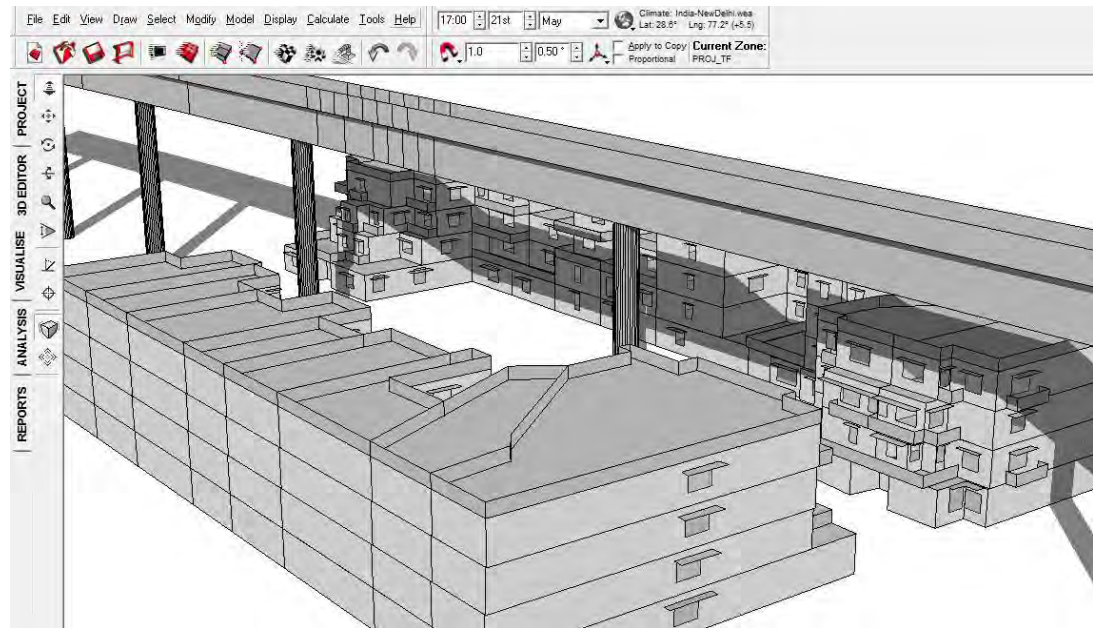 File Edit View Draw Select Modify Model Display Calculate Tools Help
17:00 21st May
Climate: India-NewDelhi.wea
Lat: 28.6° Lng: 77.2° (+5.5)
1.0 0.50 °
Apply to Copy
Proportional
Current Zone:
PROJ_TF
PROJECT
3D EDITOR
VISUALISE
ANALYSIS
REPORTS